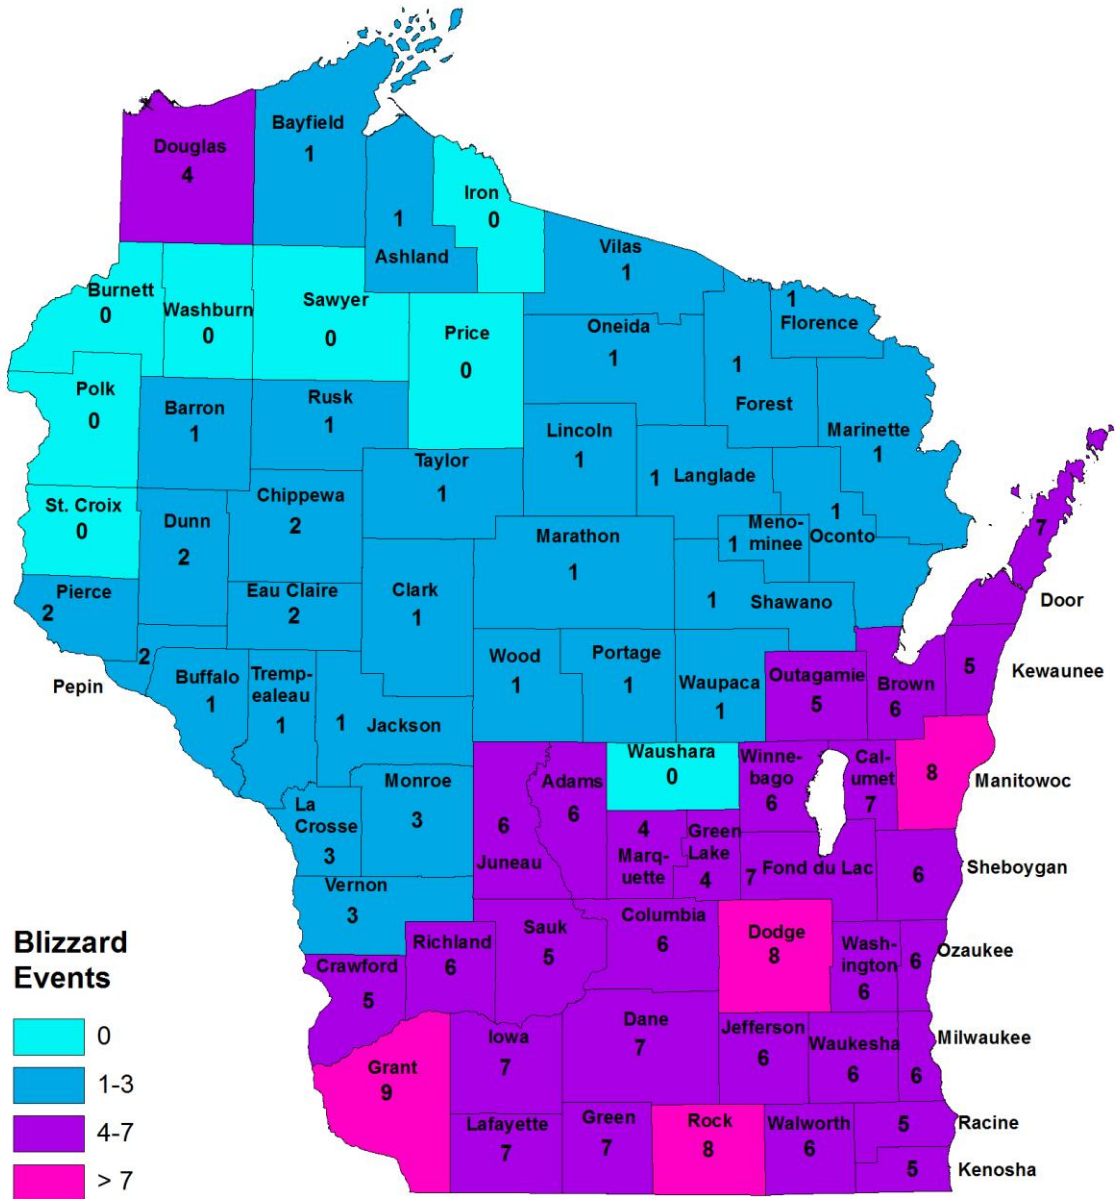 Bayfield
1
Douglas
4
Iron
0
1
Ashland
Vilas
1
Burnett
0
Washburn
0
Sawyer
0
Price
0
Oneida
1
1
Florence
1
Forest
Polk
0
Barron
1
Rusk
1
Lincoln
1
Marinette
1
Taylor
1
1 Langlade
St. Croix
0
Dunn
2
Chippewa
2
Marathon
1
Meno-
1 minee
1
Oconto
7
Door
Pierce
2
Eau Claire
2
Clark
1
1 Shawano
2
Pepin
Buffalo
1
Tremp-
ealeau
1
1 Jackson
Wood
1
Portage
1
Waupaca
1
Outagamie
5
Brown
6
5
Kewaunee
Monroe
3
La
Crosse
3
6
Juneau
Adams
6
Waushara
0
Winne-
bago
6
Cal-
umet
7
8
Manitowoc
4
Marq-
uette
Green
Lake
4
7 Fond du Lac
6
Sheboygan
Vernon
3
Richland
6
Sauk
5
Columbia
6
Dodge
8
Wash-
ington
6
6
Ozaukee
Crawford
5
Grant
9
Iowa
7
Dane
7
Jefferson
6
Waukesha
6
6
Milwaukee
Lafayette
7
Green
7
Rock
8
Walworth
6
5
Racine
5
Kenosha
Blizzard
Events
0
1-3
4-7
> 7